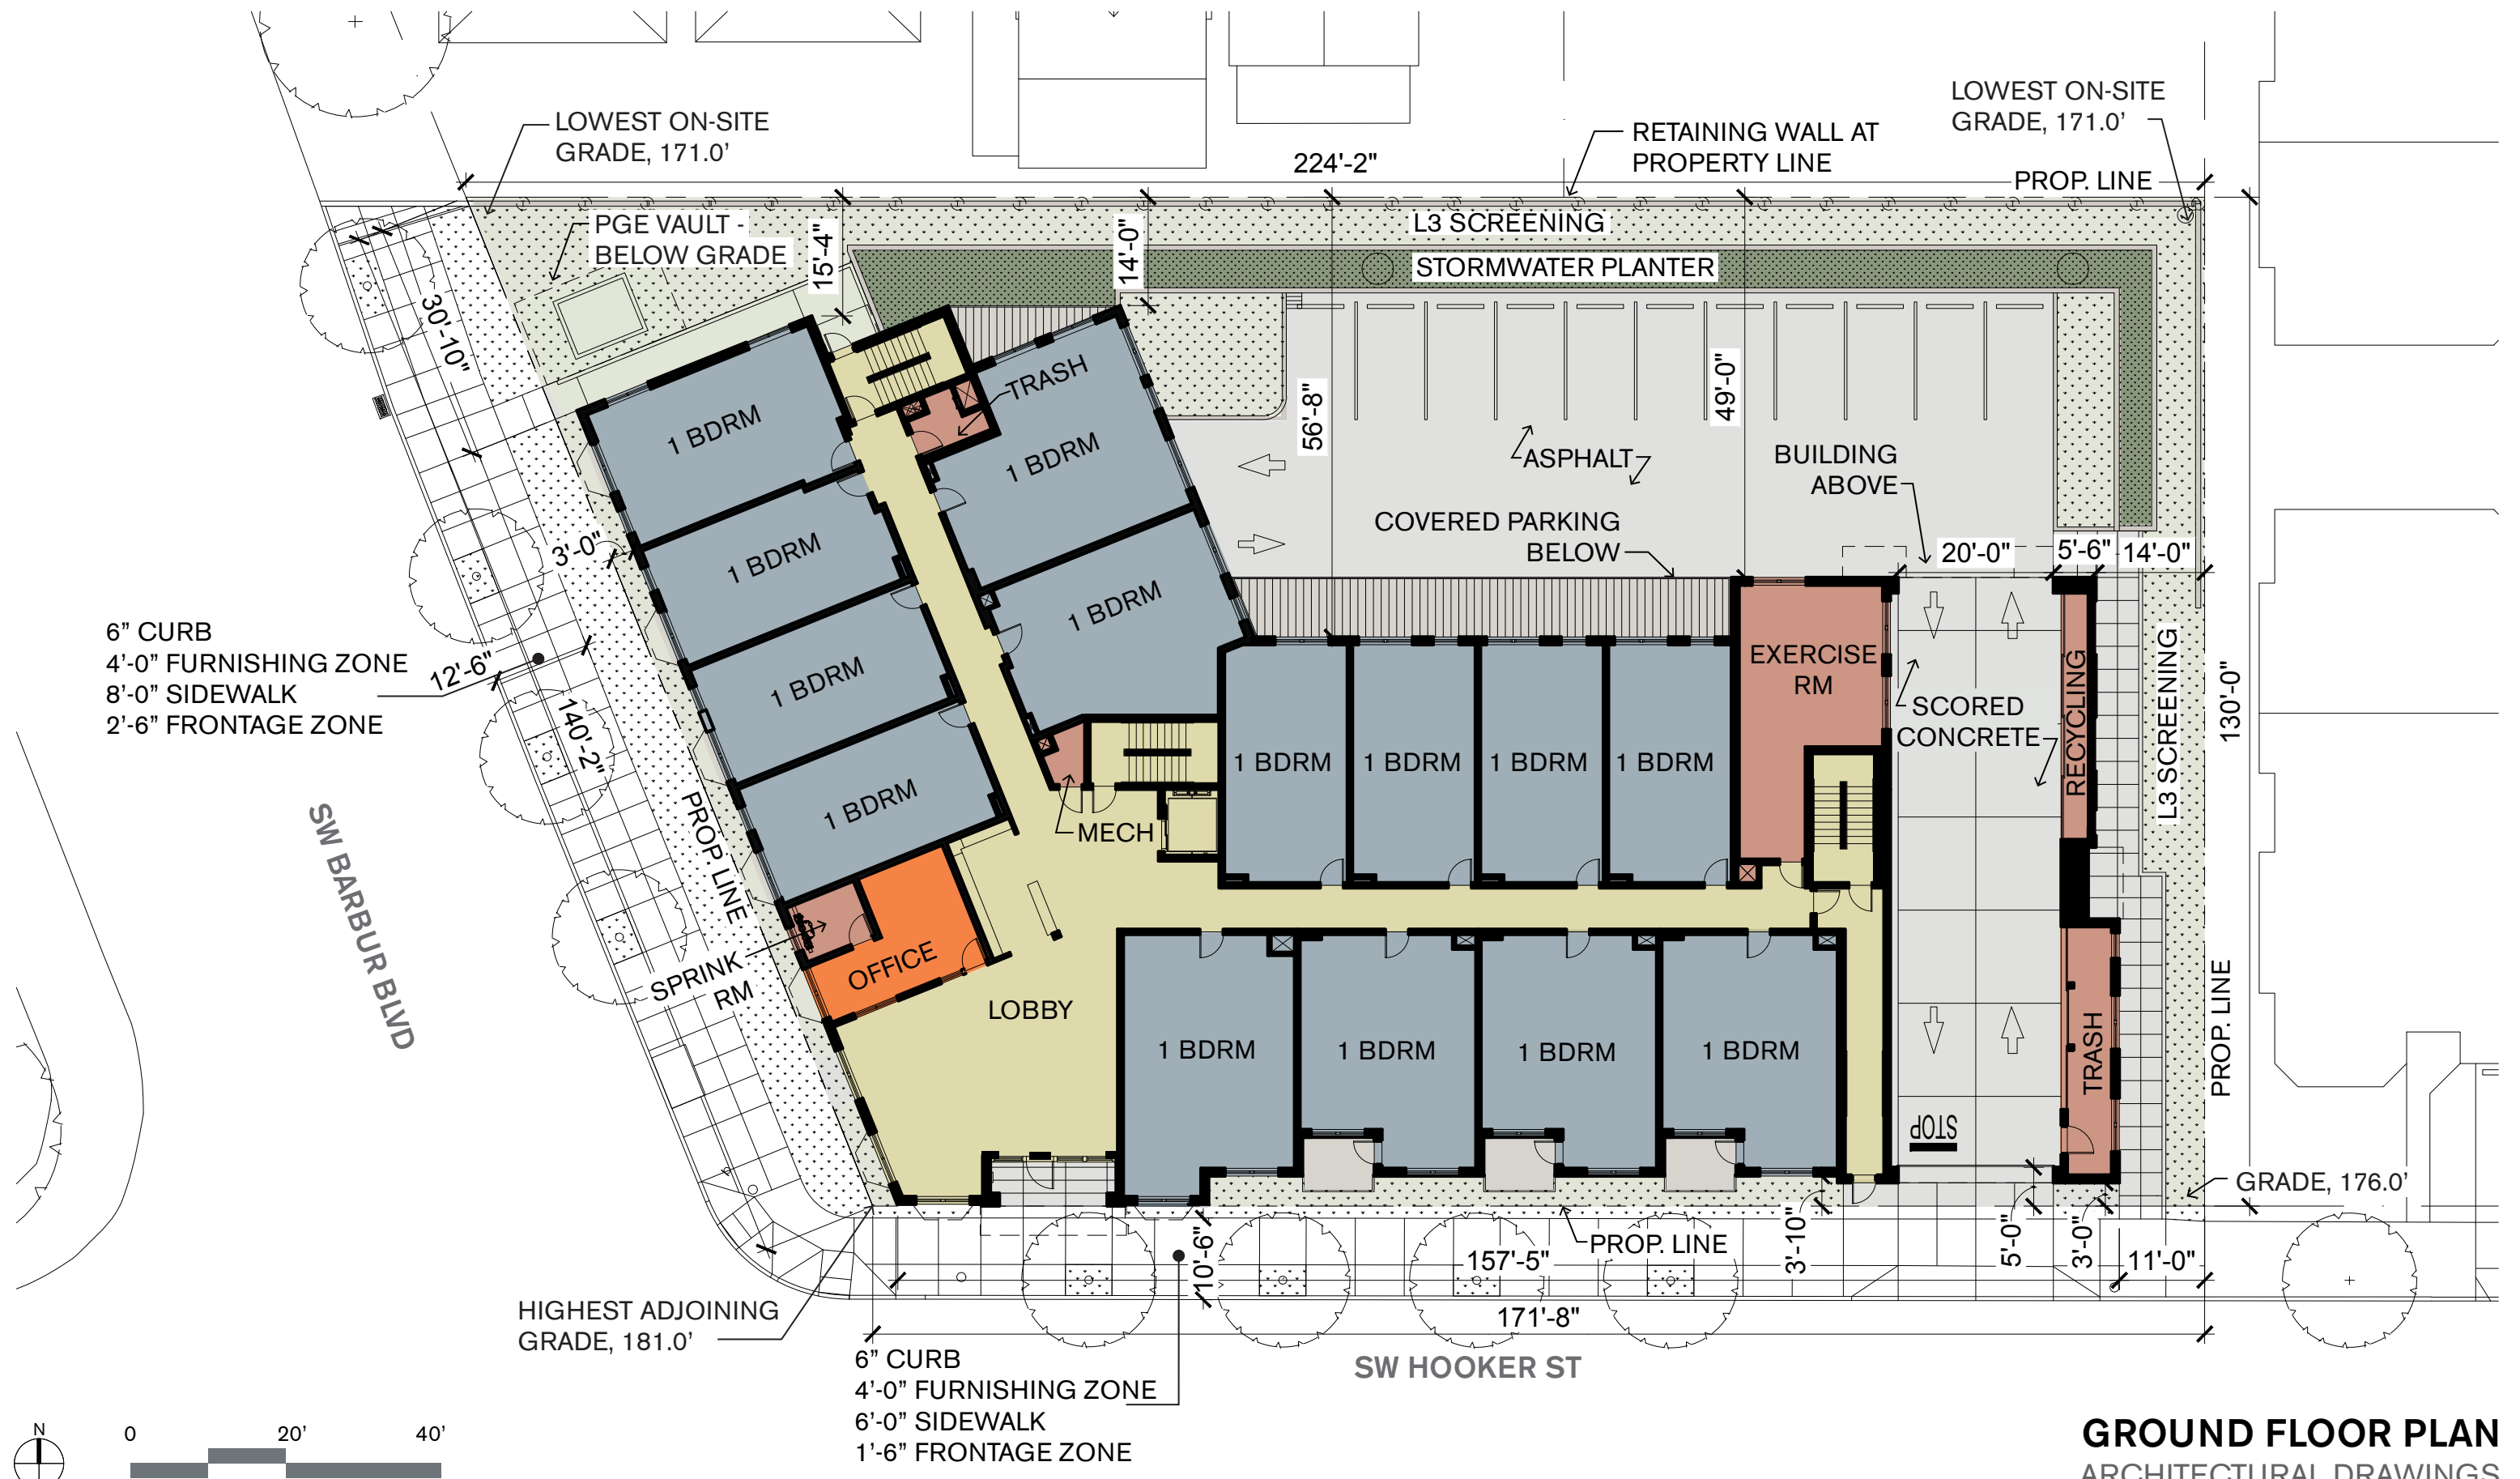 LOWEST ON-SITE
GRADE, 171.0’
LOWEST ON-SITE
GRADE, 171.0’
RETAINING WALL AT
PROPERTY LINE
224'-2"
PROP. LINE
PGE VAULT -
BELOW GRADE
L3 SCREENING
STORMWATER PLANTER
15'-4"
14'-0"
30'-10"
TRASH
1 BDRM
1 BDRM
56'-8"
49'-0"
ASPHALT
BUILDING
ABOVE
COVERED PARKING
BELOW
20'-0"
5'-6"
14'-0"
3'-0"
1 BDRM
1 BDRM
6” CURB
4’-0” FURNISHING ZONE
8’-0” SIDEWALK
2’-6” FRONTAGE ZONE
12'-6"
140'-2"
1 BDRM
EXERCISE
RM
SCORED
CONCRETE
RECYCLING
L3 SCREENING
130'-0"
1 BDRM
1 BDRM
1 BDRM
1 BDRM
1 BDRM
MECH
SW BARBUR BLVD
PROP. LINE
SPRINK
RM
OFFICE
LOBBY
1 BDRM
1 BDRM
1 BDRM
1 BDRM
TRASH
PROP. LINE
STOP
GRADE, 176.0’
10'-6"
157'-5"
PROP. LINE
3'-10"
5'-0"
3'-0"
11'-0"
171'-8"
HIGHEST ADJOINING
GRADE, 181.0’
6” CURB
4’-0” FURNISHING ZONE
6’-0” SIDEWALK
1’-6” FRONTAGE ZONE
SW HOOKER ST
N
0 20’ 40’
GROUND FLOOR PLAN
ARCHITECTURAL DRAWINGS